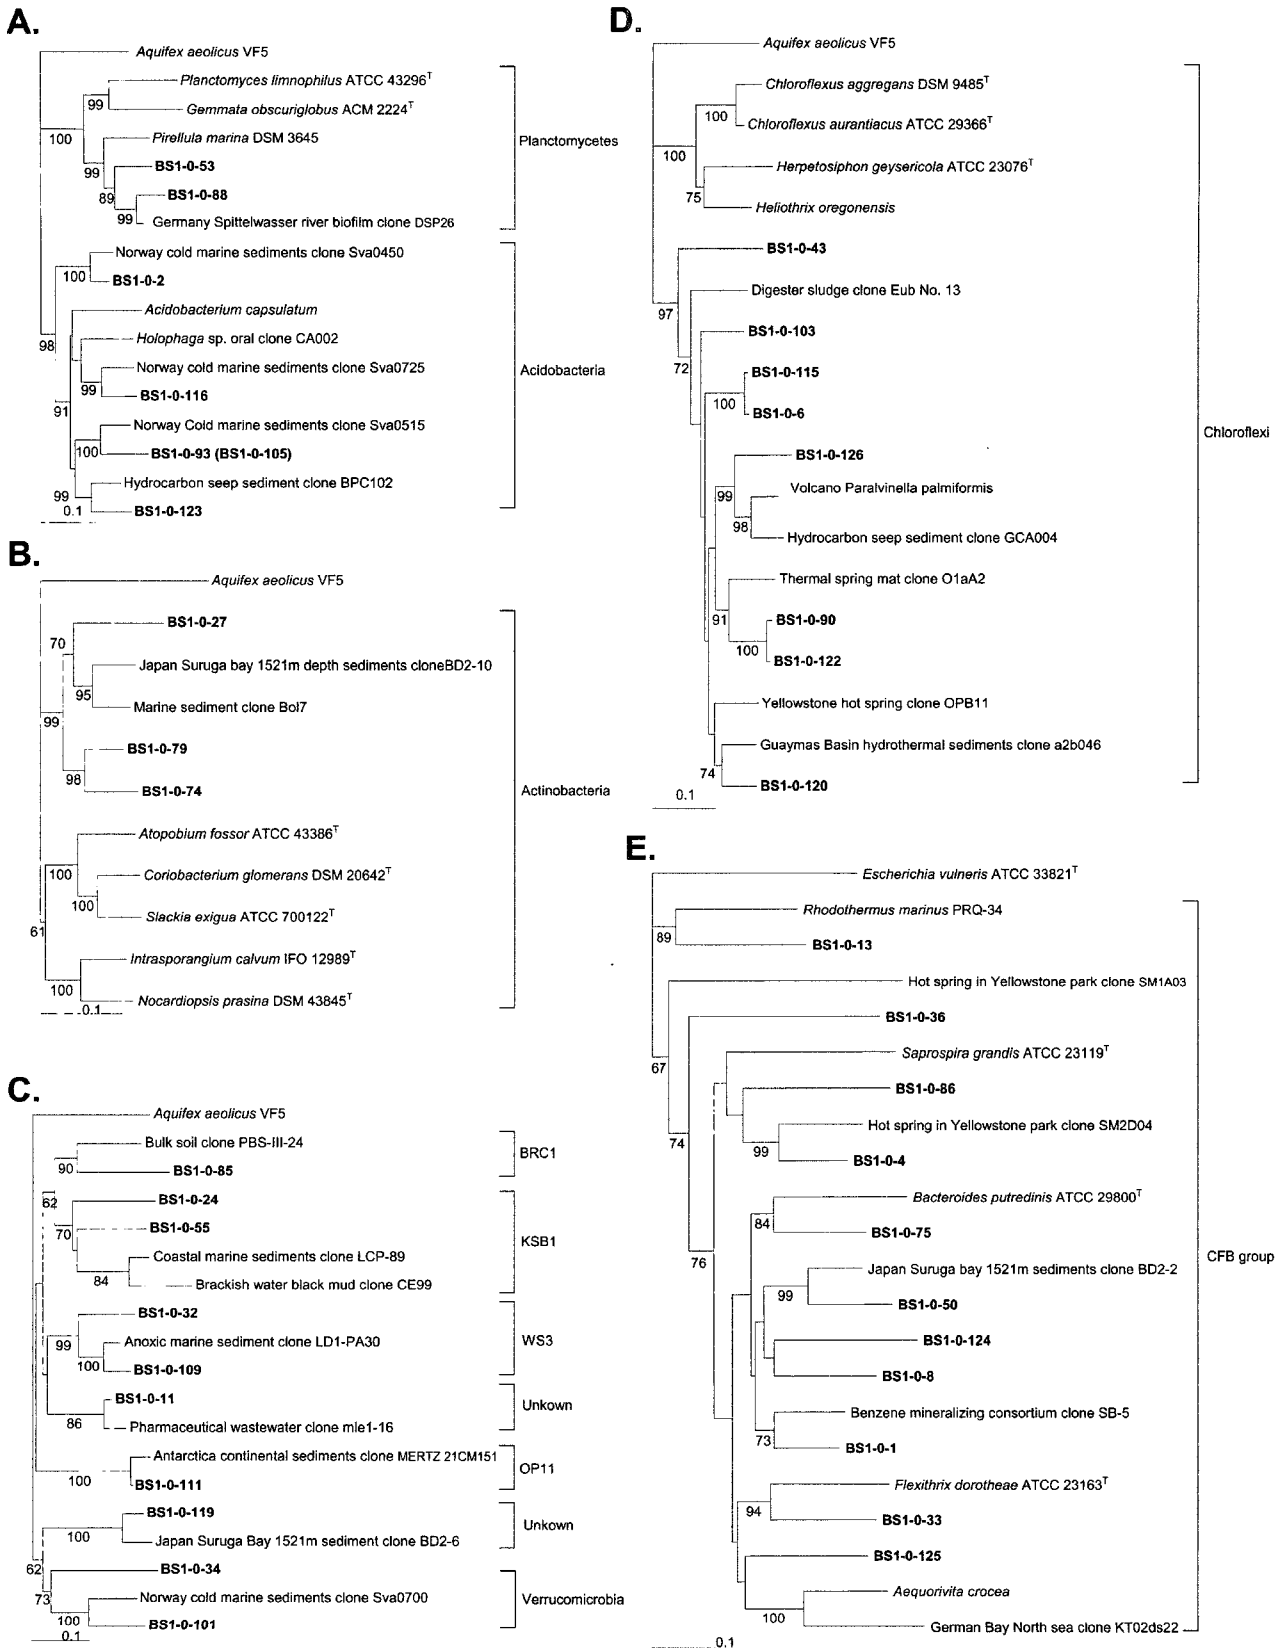 A.
Aquifex aeolicus VF5
Planctomyces limnophilus ATCC 43296T
99
Gemmata obscuriglobus ACM 2224T
100
Pirellula marina DSM 3645
Planctomycetes
BS1-0-53
99
BS1-0-88
89
99
Germany Spittelwasser river biofilm clone DSP26
Norway cold marine sediments clone Sva0450
100
BS1-0-2
Acidobacterium capsulatum
98
Holophaga sp. oral clone CA002
Norway cold marine sediments clone Sva0725
Acidobacteria
99
BS1-0-116
91
Norway Cold marine sediments clone Sva0515
100
BS1-0-93 (BS1-0-105)
Hydrocarbon seep sediment clone BPC102
99
0.1
BS1-0-123
B.
Aquifex aeolicus VF5
BS1-0-27
70
Japan Suruga bay 1521m depth sediments cloneBD2-10
95
Marine sediment clone Bol7
99
BS1-0-79
98
BS1-0-74
Actinobacteria
Atopobium fossor ATCC 43386T
100
Coriobacterium glomerans DSM 20642T
100
Slackia exigua ATCC 700122T
61
Intrasporangium calvum IFO 12989T
100
Nocardiopsis prasina DSM 43845T
0.1
C.
Aquifex aeolicus VF5
Bulk soil clone PBS-III-24
BRC1
90
BS1-0-85
62
BS1-0-24
70
BS1-0-55
KSB1
Coastal marine sediments clone LCP-89
84
Brackish water black mud clone CE99
BS1-0-32
99
Anoxic marine sediment clone LD1-PA30
WS3
100
BS1-0-109
BS1-0-11
Unkown
86
Pharmaceutical wastewater clone mle1-16
Antarctica continental sediments clone MERTZ 21CM151
OP11
100
BS1-0-111
BS1-0-119
Unkown
100
Japan Suruga Bay 1521m sediment clone BD2-6
62
BS1-0-34
73
Norway cold marine sediments clone Sva0700
Verrucomicrobia
100
BS1-0-101
0.1
D.
Aquifex aeolicus VF5
Chloroflexus aggregans DSM 9485T
100
Chloroflexus aurantiacus ATCC 29366T
100
Herpetosiphon geysericola ATCC 23076T
75
Heliothrix oregonensis
BS1-0-43
Digester sludge clone Eub No. 13
97
BS1-0-103
72
BS1-0-115
100
BS1-0-6
Chloroflexi
BS1-0-126
99
Volcano Paralvinella palmiformis
98
Hydrocarbon seep sediment clone GCA004
Thermal spring mat clone O1aA2
91
BS1-0-90
100
BS1-0-122
Yellowstone hot spring clone OPB11
Guaymas Basin hydrothermal sediments clone a2b046
74
BS1-0-120
0.1
E.
Escherichia vulneris ATCC 33821T
Rhodothermus marinus PRQ-34
89
BS1-0-13
Hot spring in Yellowstone park clone SM1A03
BS1-0-36
Saprospira grandis ATCC 23119T
67
BS1-0-86
Hot spring in Yellowstone park clone SM2D04
74
99
BS1-0-4
Bacteroides putredinis ATCC 29800T
84
BS1-0-75
CFB group
76
Japan Suruga bay 1521m sediments clone BD2-2
99
BS1-0-50
BS1-0-124
BS1-0-8
Benzene mineralizing consortium clone SB-5
73
BS1-0-1
Flexithrix dorotheae ATCC 23163T
94
BS1-0-33
BS1-0-125
Aequorivita crocea
100
German Bay North sea clone KT02ds22
0.1